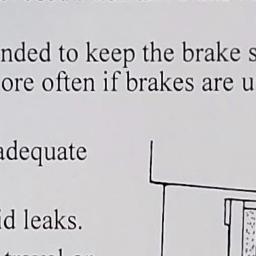 nded to keep the brake s
ore often if brakes are u
adequate
id leaks.